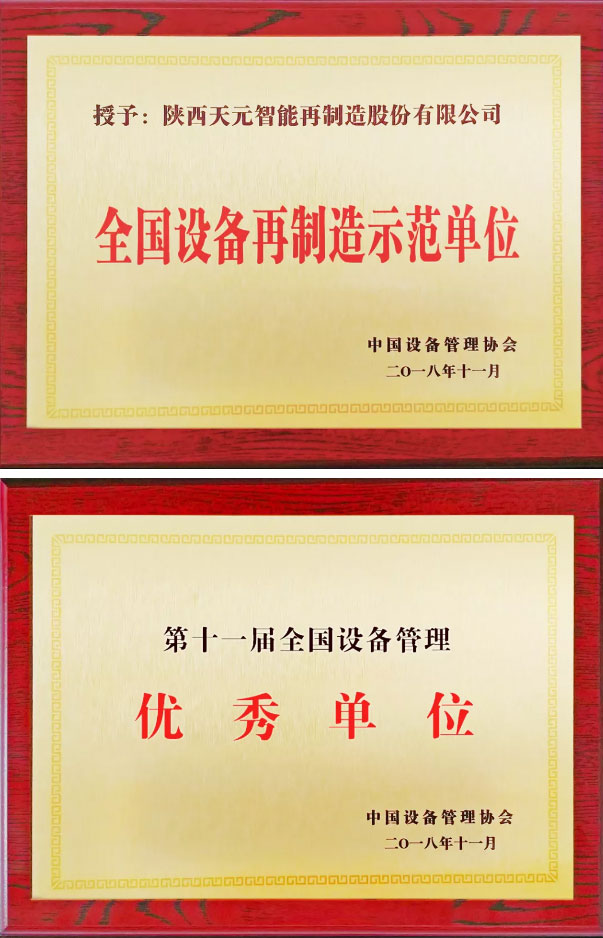 授予：陕西天元智能再制造股份有限公司
全国设备再制造示范单位
中国设备管理协会
二〇一八年十一月
第十一届全国设备管理
优秀单位
中国设备管理协会
二〇一八年十一月